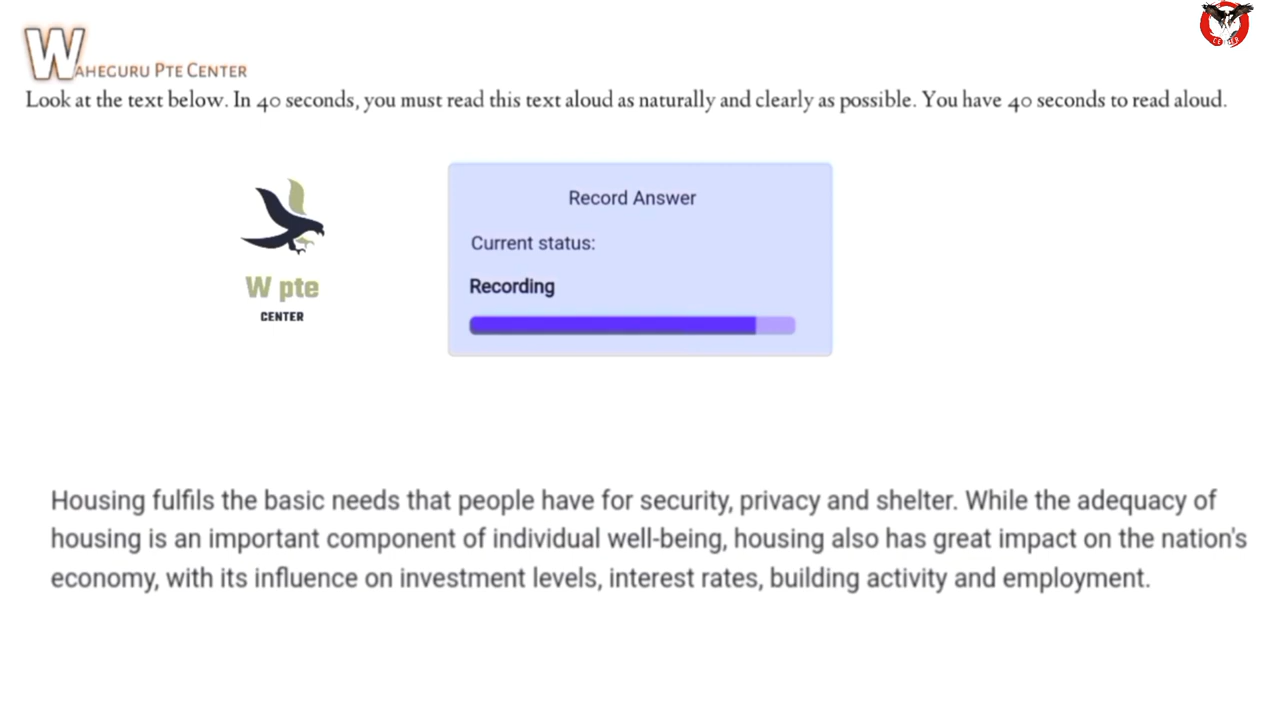 WAHEGURU PTE CENTER
Look at the text below. In 40 seconds, you must read this text aloud as naturally and clearly as possible. You have 40 seconds to read aloud.
Record Answer
Current status:
Recording
W pte
CENTER
Housing fulfils the basic needs that people have for security, privacy and shelter. While the adequacy of
housing is an important component of individual well-being, housing also has great impact on the nation's
economy, with its influence on investment levels, interest rates, building activity and employment.